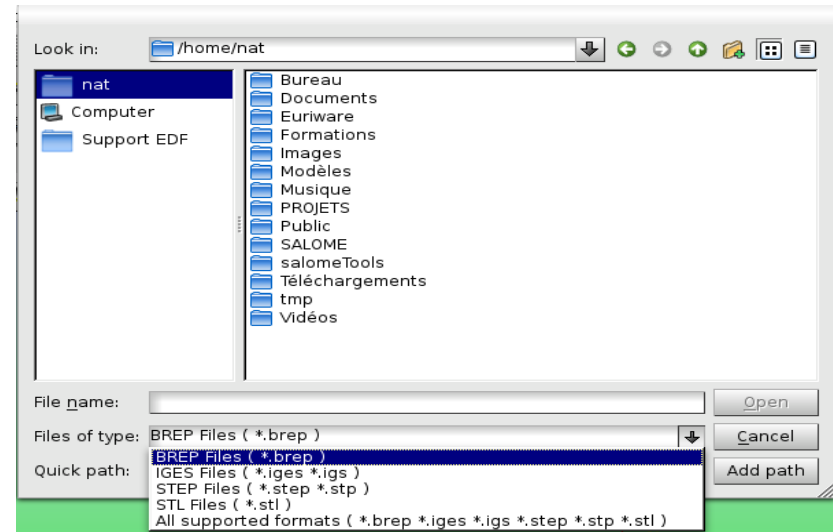 Look in: /home/nat
nat
Computer
Support EDF
Bureau
Documents
Euriware
Formations
Images
Modèles
Musique
PROJETS
Public
SALOME
salomeTools
Téléchargements
tmp
Vidéos
File name: Open
Files of type: BREP Files ( *.brep ) Cancel
BREP Files ( *.brep )
Quick path: IGES Files ( *.iges *.igs ) Add path
STEP Files ( *.step *.stp )
STL Files ( *.stl )
All supported formats ( *.brep *.iges *.igs *.step *.stp *.stl )